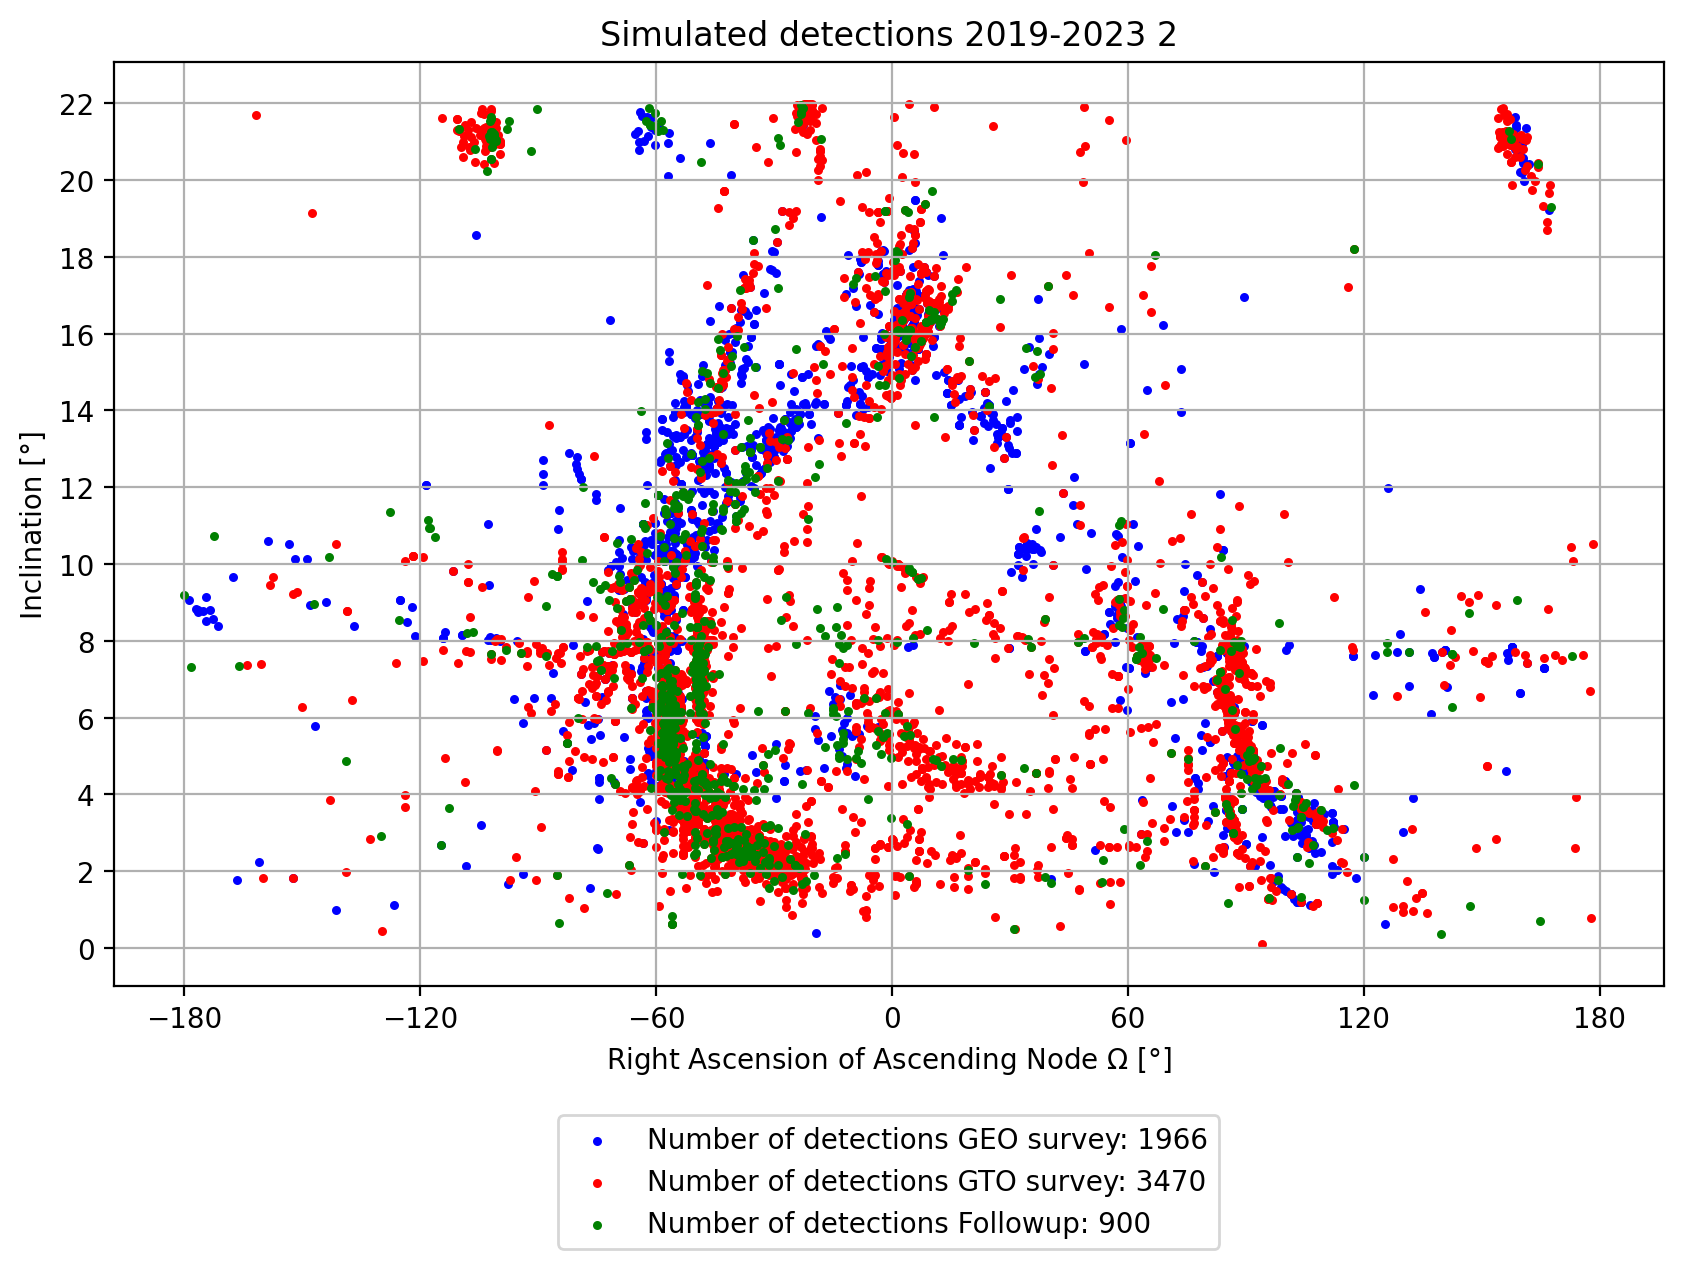 Simulated detections 2019-2023 2
22
20
18
16
14
12
10
8
6
4
2
0
Inclination [°]
−180 −120 −60 0 60 120 180
Right Ascension of Ascending Node Ω [°]
Number of detections GEO survey: 1966
Number of detections GTO survey: 3470
Number of detections Followup: 900